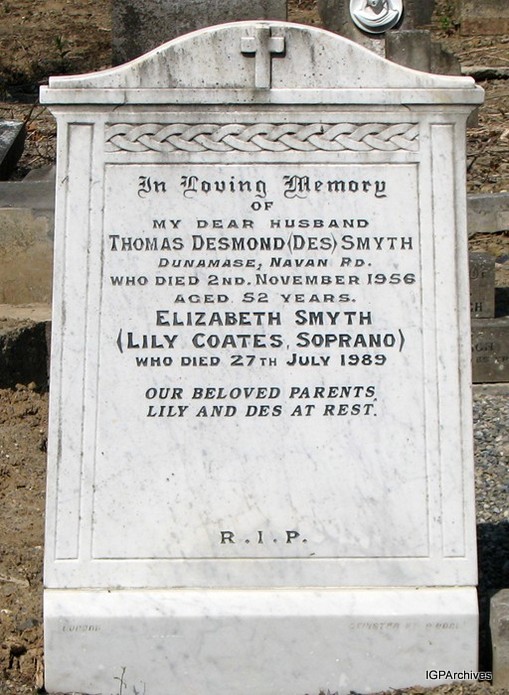 In Loving Memory
OF
MY DEAR HUSBAND
THOMAS DESMOND (DES) SMYTH
DUNAMASE, NAVAN RD.
WHO DIED 2ND. NOVEMBER 1956
AGED 52 YEARS.
ELIZABETH SMYTH
(LILY COATES, SOPRANO)
WHO DIED 27TH JULY 1989
OUR BELOVED PARENTS,
LILY AND DES AT REST.
R.I.P.
IGPArchives